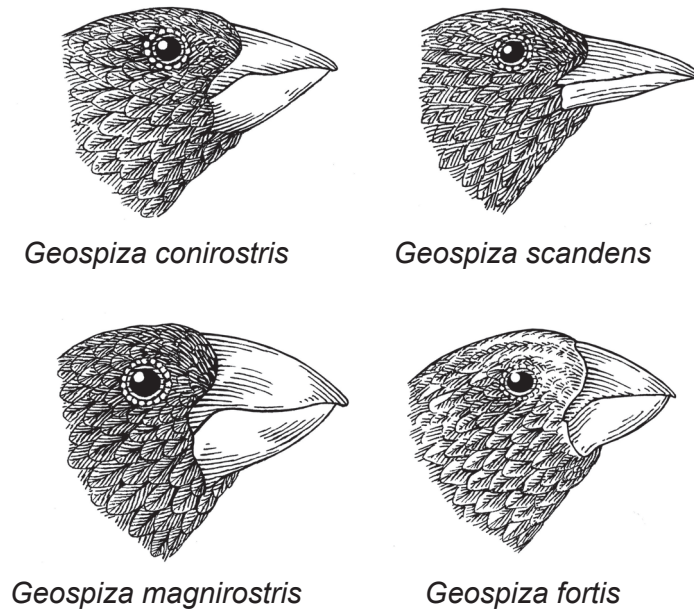 Geospiza conirostris
Geospiza scandens
Geospiza magnirostris
Geospiza fortis